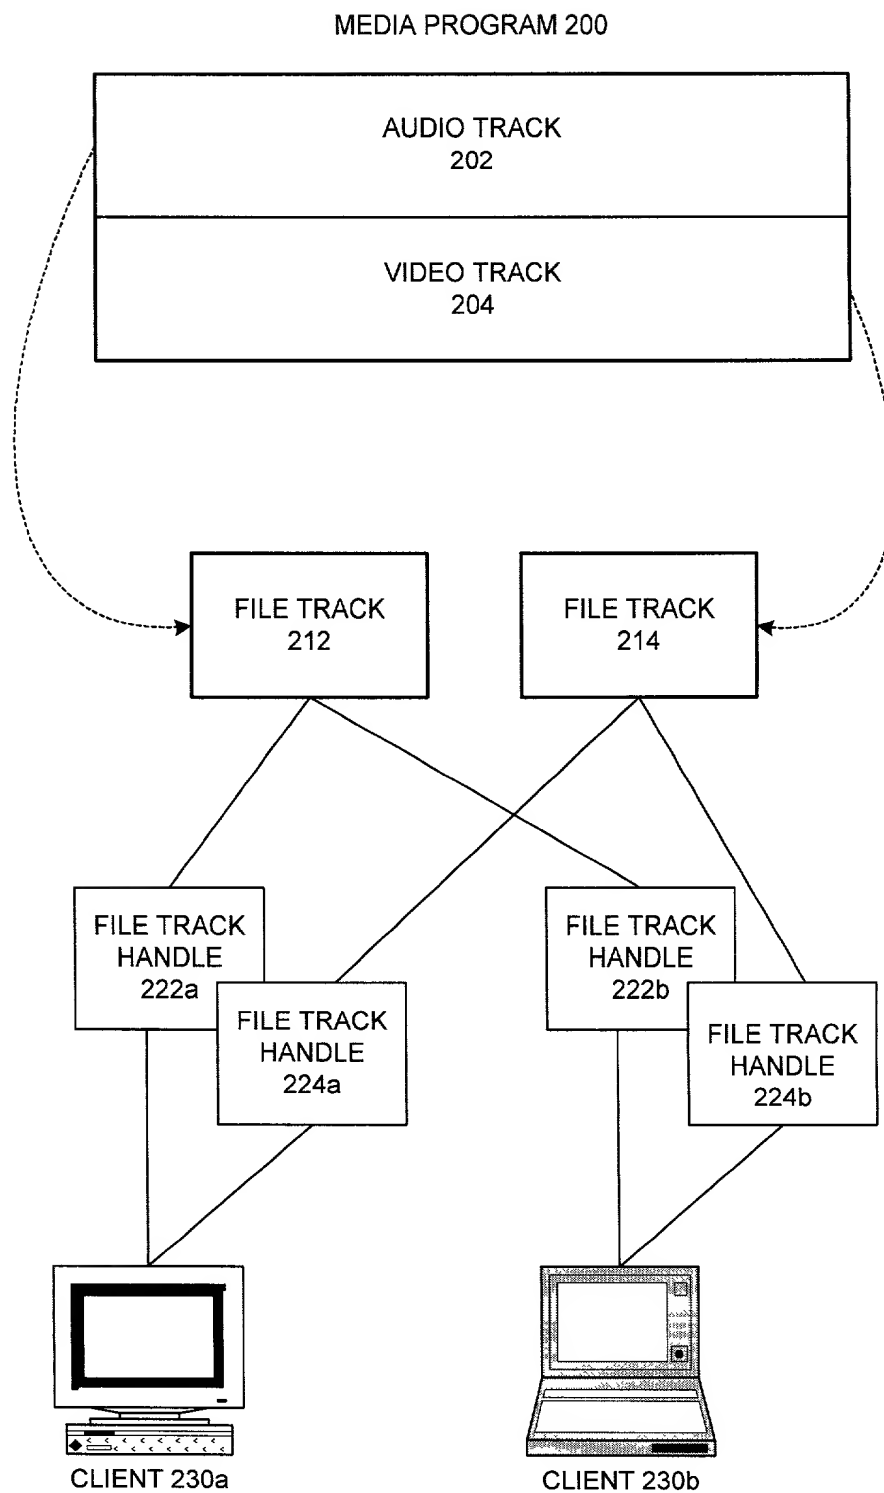 MEDIA PROGRAM 200
AUDIO TRACK
202
VIDEO TRACK
204
FILE TRACK
212
FILE TRACK
214
FILE TRACK
HANDLE
222a
FILE TRACK
HANDLE
224a
FILE TRACK
HANDLE
222b
FILE TRACK
HANDLE
224b
CLIENT 230a
CLIENT 230b